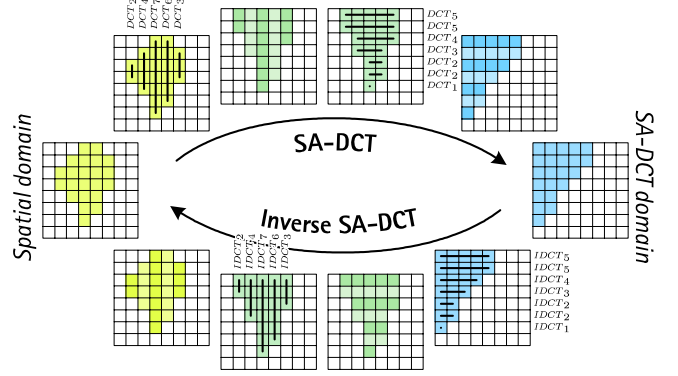 DCT2
DCT4
DCT7
DCT6
DCT3
DCT5
DCT5
DCT4
DCT3
DCT2
DCT2
DCT1
SA-DCT
Spatial domain
SA-DCT domain
Inverse SA-DCT
IDCT2
IDCT4
IDCT7
IDCT6
IDCT3
IDCT5
IDCT5
IDCT4
IDCT3
IDCT2
IDCT2
IDCT1